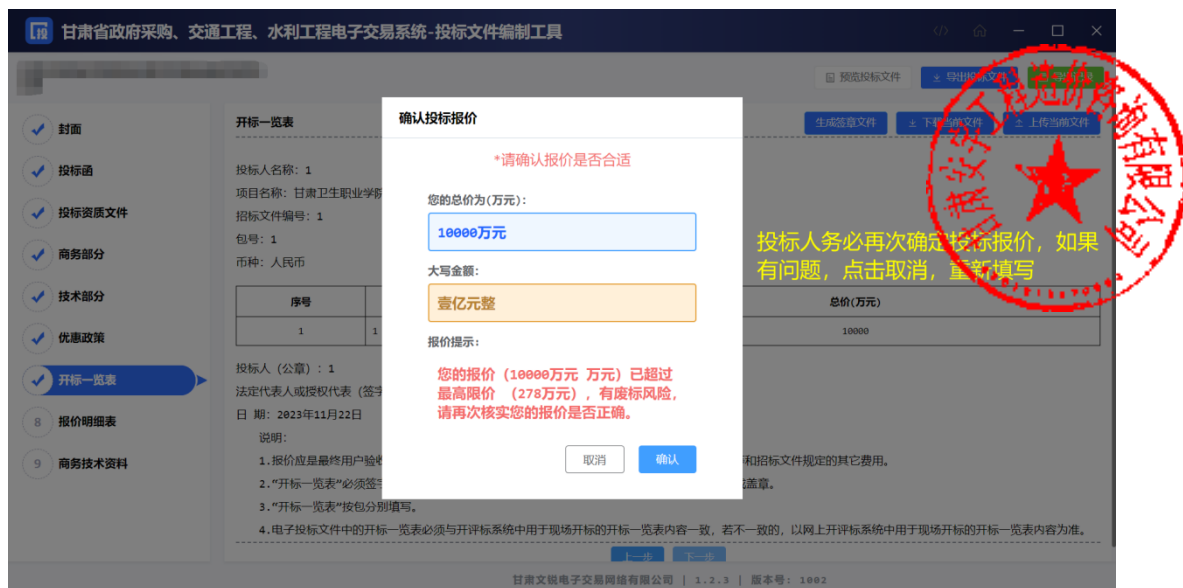 甘肃省政府采购、交通工程、水利工程电子交易系统-投标文件编制工具
预览投标文件
导出投标文件
封面
投标函
投标资质文件
商务部分
技术部分
优惠政策
开标一览表
8 报价明细表
9 商务技术资料
开标一览表
生成签章文件
下载当前文件
上传当前文件
投标人名称: 1
项目名称: 甘肃卫生职业学院
招标文件编号: 1
包号: 1
币种: 人民币
序号
总价(万元)
1
1
10000
投标人 (公章) : 1
法定代表人或授权代表 (签字
日 期: 2023年11月22日
说明:
1.报价应是最终用户验收
和招标文件规定的其它费用。
2.“开标一览表”必须签字
盖章。
3.“开标一览表”按包分别填写。
4.电子投标文件中的开标一览表必须与开评标系统中用于现场开标的开标一览表内容一致, 若不一致的, 以网上开评标系统中用于现场开标的开标一览表内容为准。
上一步
下一步
确认投标报价
*请确认报价是否合适
您的总价为(万元):
10000万元
大写金额:
壹亿元整
报价提示:
您的报价 (10000万元 万元) 已超过
最高限价 (278万元) , 有废标风险,
请再次核实您的报价是否正确。
取消
确认
投标人务必再次确定投标报价, 如果
有问题, 点击取消, 重新填写
甘肃文锐电子交易网络有限公司 | 1.2.3 | 版本号: 1002